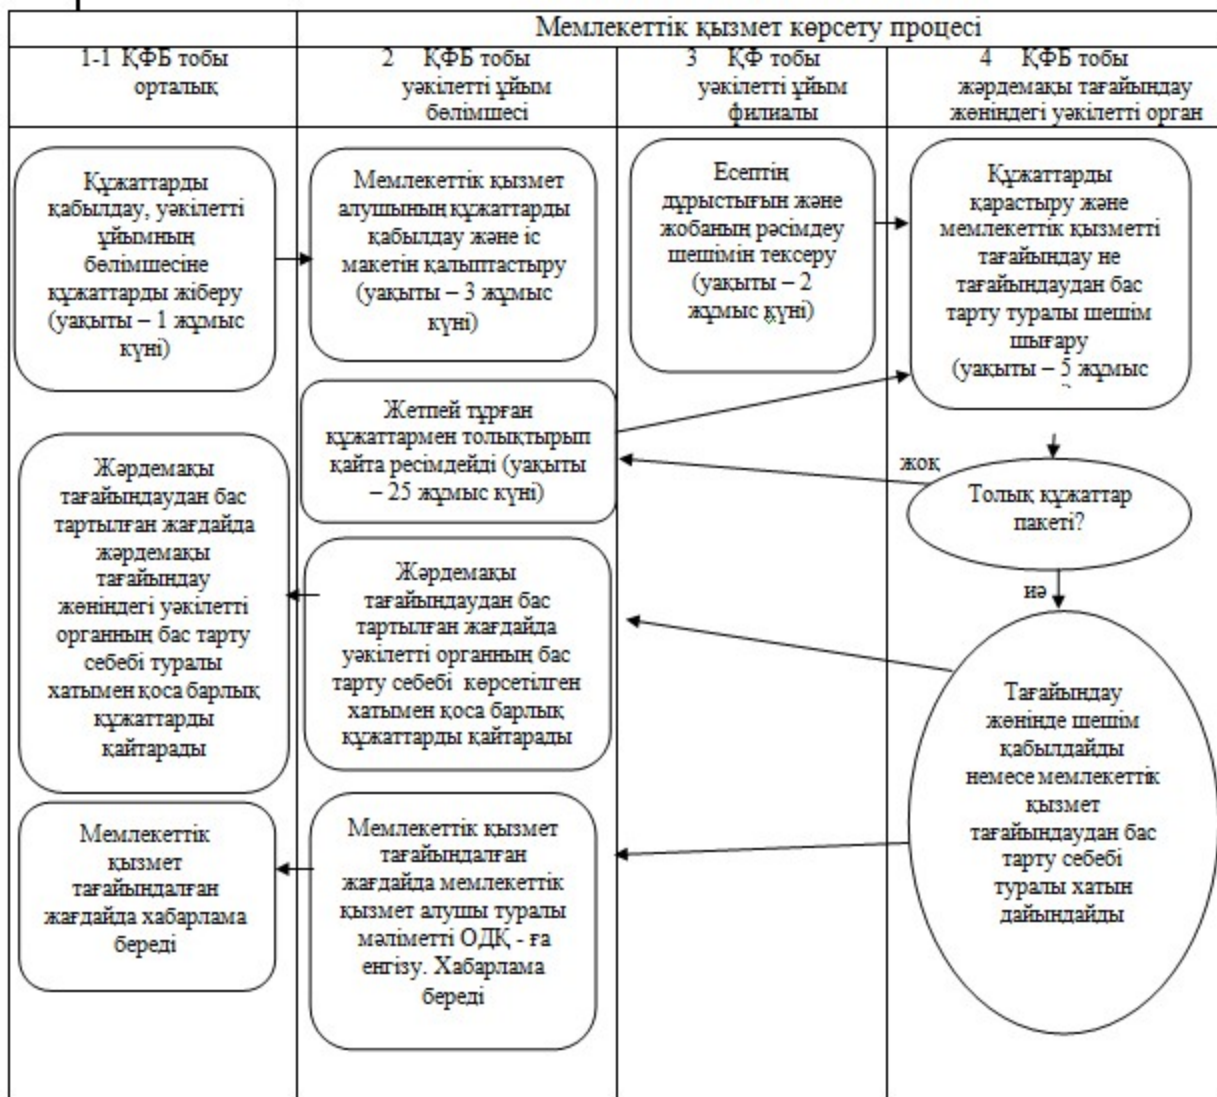 Мемлекеттік қызмет көрсету процесі
1-1 ҚФБ тобы
орталық
2 ҚФБ тобы
уәкілетті ұйым
бөлімшесі
3 ҚФ тобы
уәкілетті ұйым
филиалы
4 ҚФБ тобы
жәрдемақы тағайындау
жөніндегі уәкілетті орган
Құжаттарды
қабылдау, уәкілетті
ұйымның
бөлімшесіне
құжаттарды жіберу
(уақыты – 1 жұмыс
күні)
Мемлекеттік қызмет
алушының құжаттарды
қабылдау және іс
макетін қалыптастыру
(уақыты – 3 жұмыс
күні)
Есептің
дұрыстығын және
жобаның рәсімдеу
шешімін тексеру
(уақыты – 2
жұмыс күні)
Құжаттарды
қарастыру және
мемлекеттік қызметті
тағайындау не
тағайындаудан бас
тарту туралы шешім
шығару
(уақыты – 5 жұмыс
Жетпей тұрған
құжаттармен толықтырып
қайта ресімдейді (уақыты
– 25 жұмыс күні)
жоқ
Толық құжаттар
пакеті?
иә
Жәрдемақы
тағайындаудан бас
тартылған жағдайда
жәрдемақы
тағайындау
жөніндегі уәкілетті
органның бас тарту
себебі туралы
хатымен қоса барлық
құжаттарды
қайтарады
Жәрдемақы
тағайындаудан бас
тартылған жағдайда
уәкілетті органның бас
тарту себебі көрсетілген
хатымен қоса барлық
құжаттарды қайтарады
Тағайындау
жөнінде шешім
қабылдайды
немесе мемлекеттік
қызмет
тағайындаудан бас
тарту себебі
туралы хатын
дайындайды
Мемлекеттік
қызмет
тағайындалған
жағдайда хабарлама
береді
Мемлекеттік қызмет
тағайындалған
жағдайда мемлекеттік
қызмет алушы туралы
мәліметті ОДҚ - ға
енгізу. Хабарлама
береді